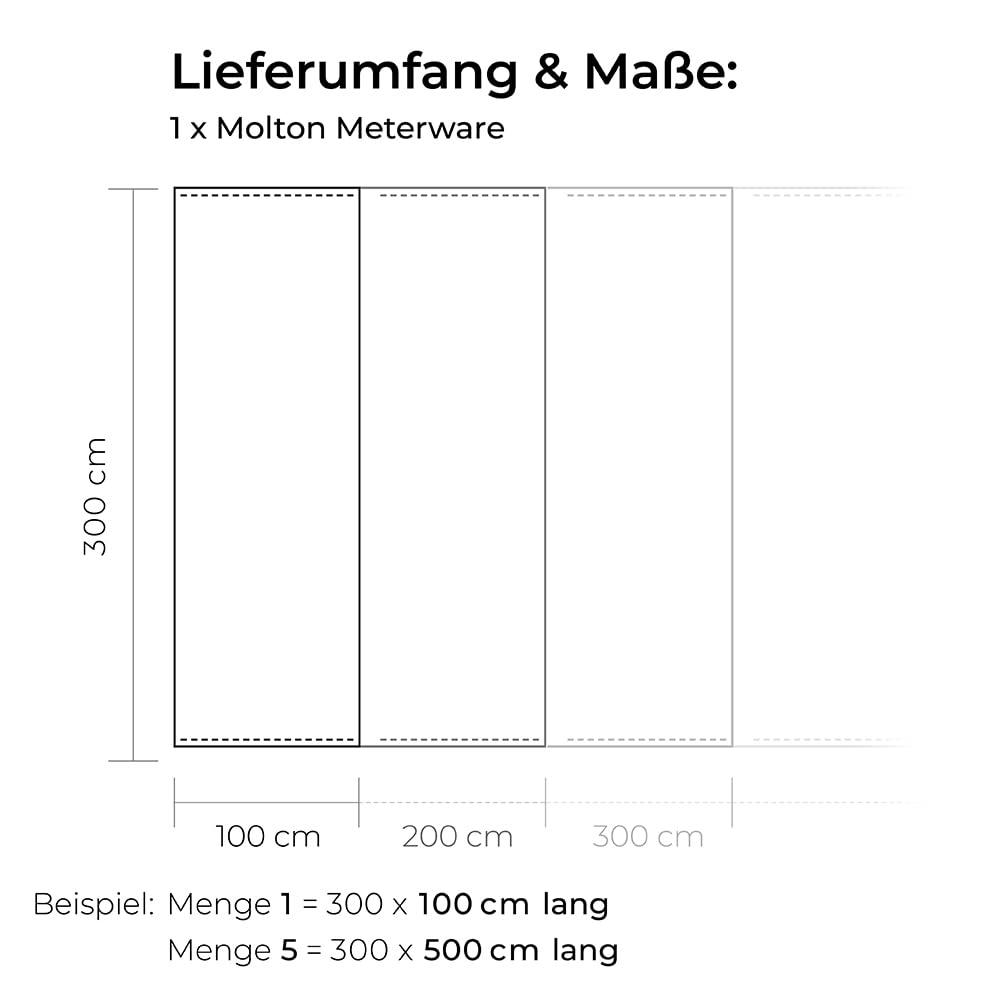 Lieferumfang & Maße:
1 x Molton Meterware
300 cm
100 cm 200 cm 300 cm
Beispiel: Menge 1 = 300 x 100 cm lang
Menge 5 = 300 x 500 cm lang